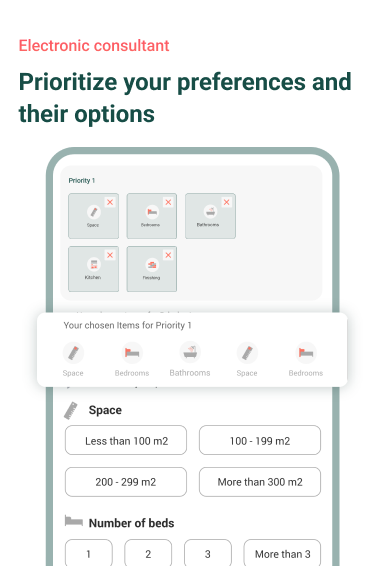 Electronic consultant
Prioritize your preferences and
their options
Priority 1
Space
Bedrooms
Bathrooms
Kitchen
Finishing
Your chosen Items for Priority 1
Space
Bedrooms
Bathrooms
Space
Bedrooms
Space
Less than 100 m2
100 - 199 m2
200 - 299 m2
More than 300 m2
Number of beds
1
2
3
More than 3